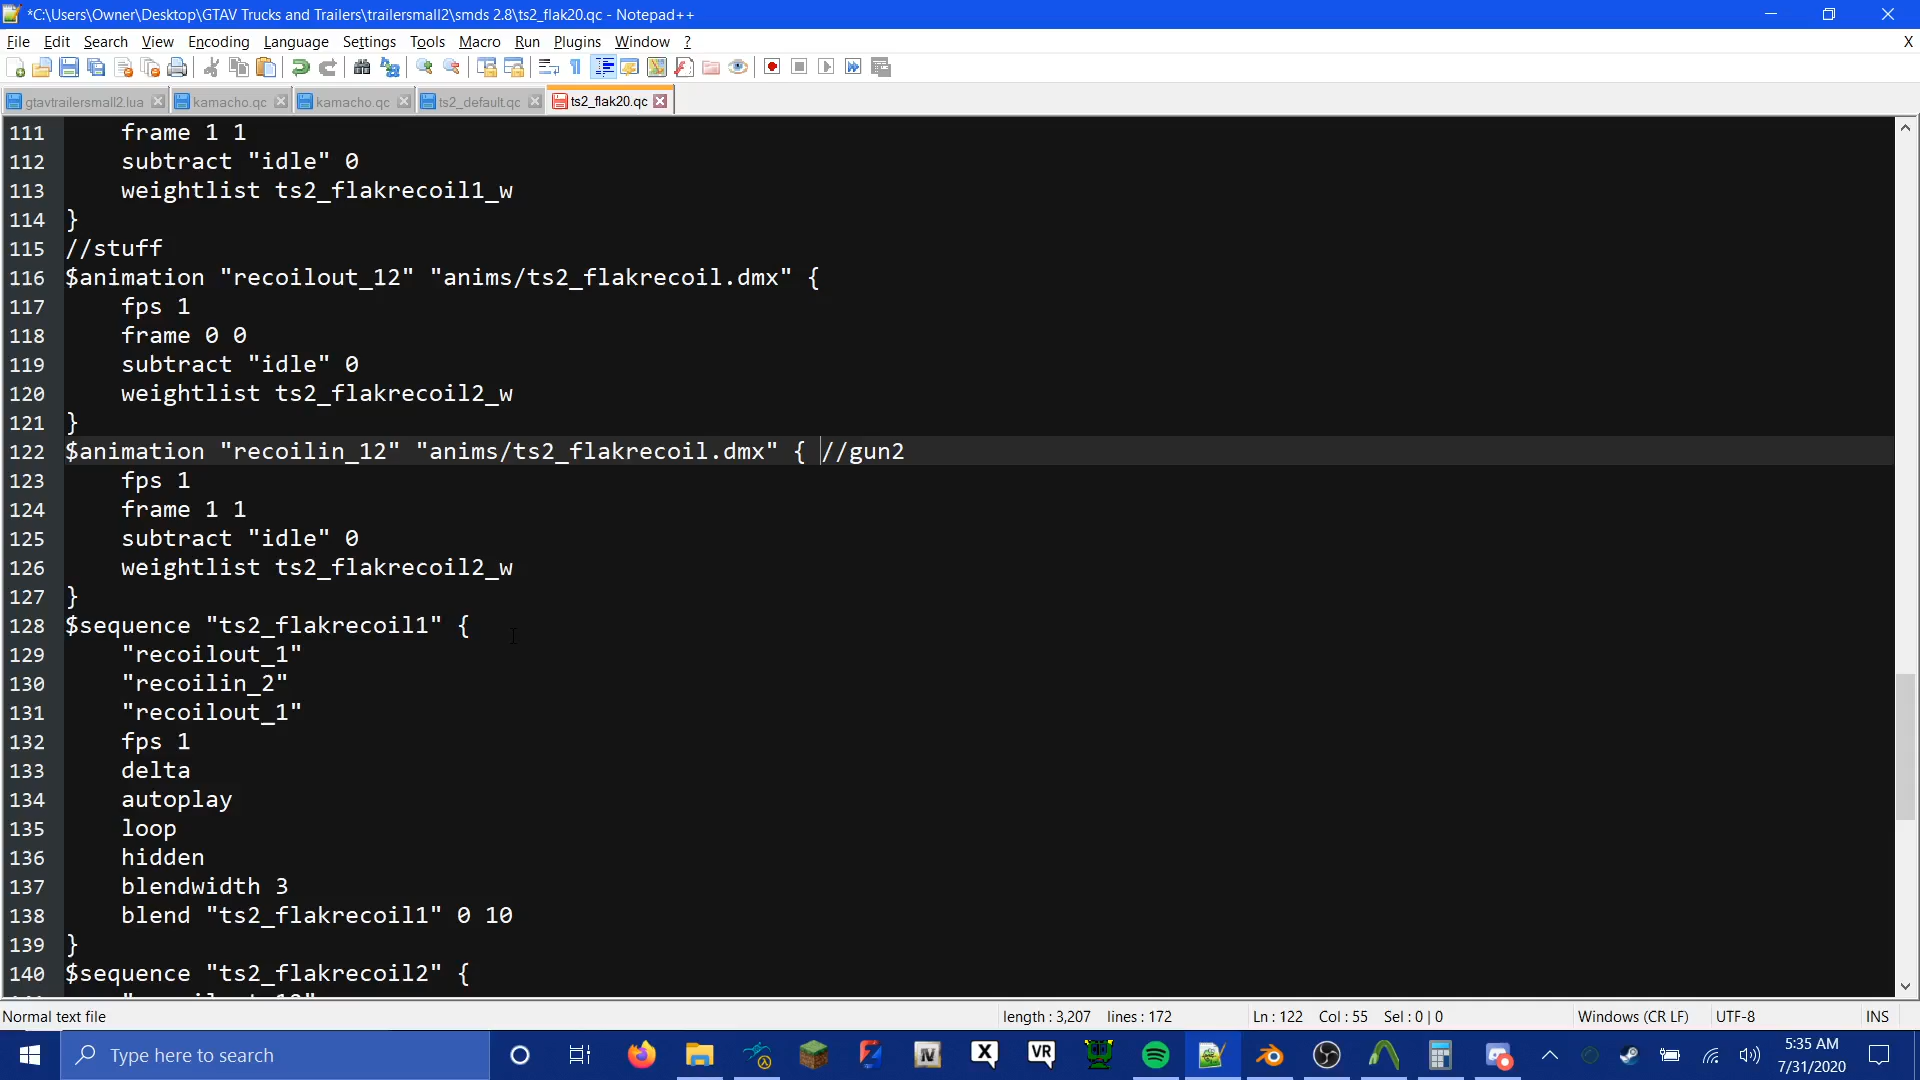 *C:\Users\Owner\Desktop\GTAV Trucks and Trailers\trailersmall2\smds 2.8\ts2_flak20.qc - Notepad++
File Edit Search View Encoding Language Settings Tools Macro Run Plugins Window ? X
gtavtrailersmall2.lua kamacho.qc kamacho.qc ts2_default.qc ts2_flak20.qc
111 frame 1 1
112 subtract "idle" 0
113 weightlist ts2_flakrecoil1_w
114 }
115 //stuff
116 $animation "recoilout_12" "anims/ts2_flakrecoil.dmx" {
117 fps 1
118 frame 0 0
119 subtract "idle" 0
120 weightlist ts2_flakrecoil2_w
121 }
122 $animation "recoilin_12" "anims/ts2_flakrecoil.dmx" { //gun2
123 fps 1
124 frame 1 1
125 subtract "idle" 0
126 weightlist ts2_flakrecoil2_w
127 }
128 $sequence "ts2_flakrecoil1" {
129 "recoilout_1"
130 "recoilin_2"
131 "recoilout_1"
132 fps 1
133 delta
134 autoplay
135 loop
136 hidden
137 blendwidth 3
138 blend "ts2_flakrecoil1" 0 10
139 }
140 $sequence "ts2_flakrecoil2" {
Normal text file length : 3,207 lines : 172 Ln : 122 Col : 55 Sel : 0 | 0 Windows (CR LF) UTF-8 INS
Type here to search IV X VR 5:35 AM
7/31/2020